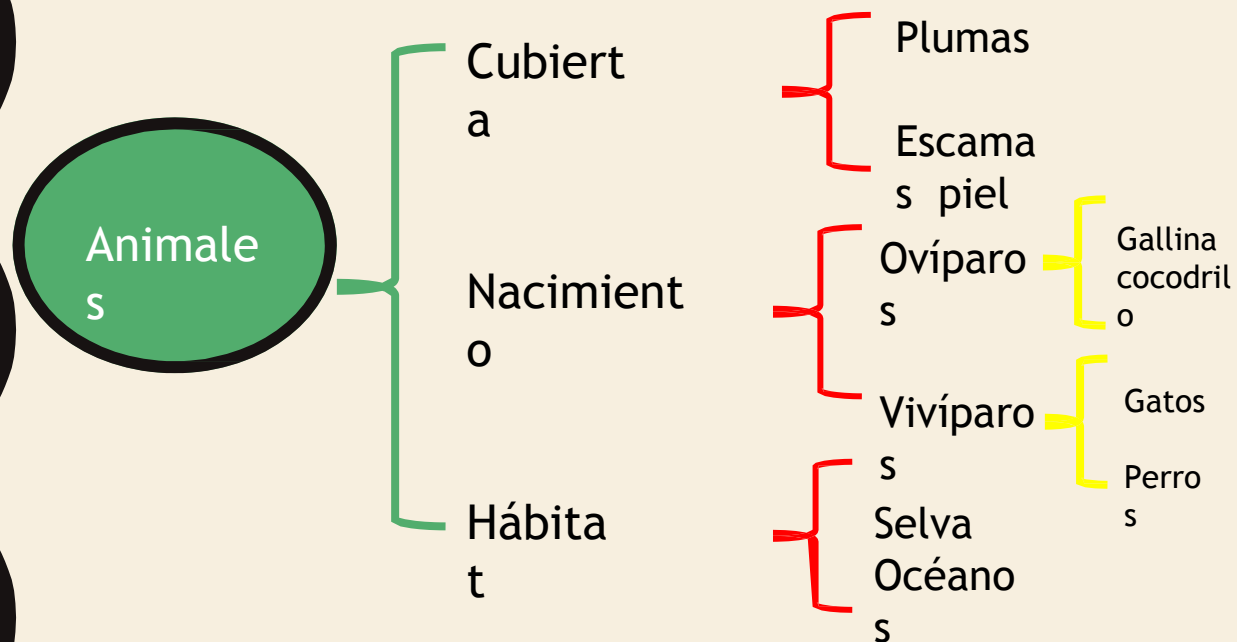 Animale
s
Cubiert
a
Plumas
Escama
s piel
Nacimient
o
Ovíparo
s
Gallina
cocodril
o
Vivíparo
s
Gatos
Perro
s
Hábita
t
Selva
Océano
s